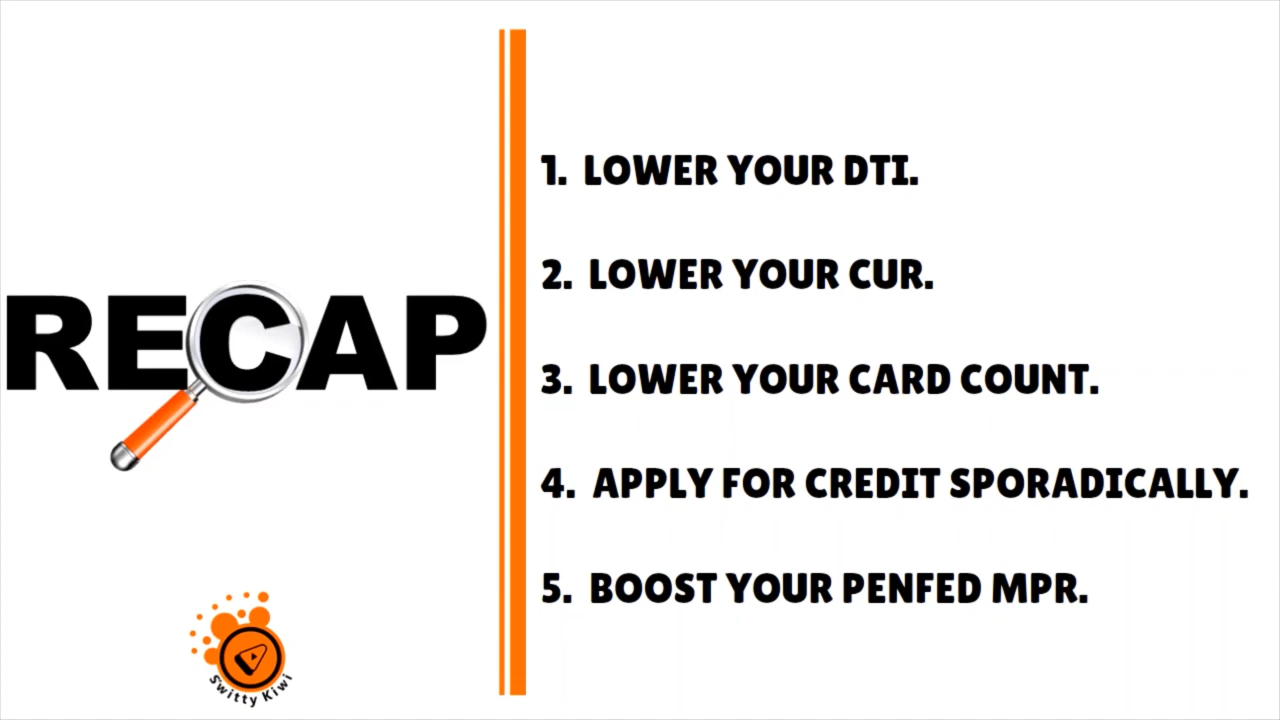 RECAP
1. LOWER YOUR DTI.
2. LOWER YOUR CUR.
3. LOWER YOUR CARD COUNT.
4. APPLY FOR CREDIT SPORADICALLY.
5. BOOST YOUR PENFED MPR.
Switty Kiwi